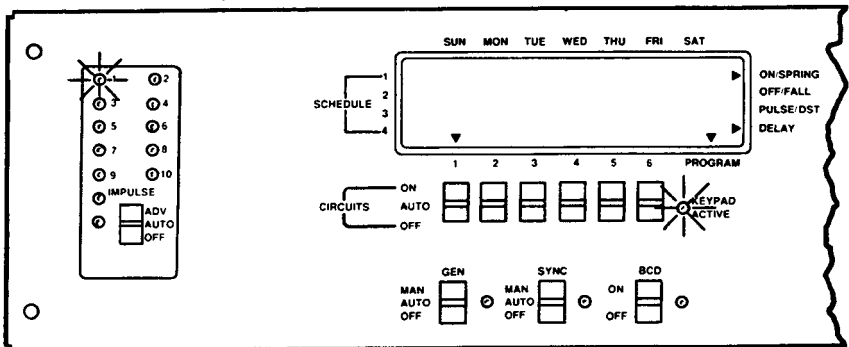 SUN MON TUE WED THU FRI SAT
1 2
3 4
5 6
7 8
9 10
IMPULSE
ADV
AUTO
OFF
SCHEDULE
1
2
3
4
ON/SPRING
OFF/FALL
PULSE/DST
DELAY
1 2 3 4 5 6 PROGRAM
CIRCUITS
ON
AUTO
OFF
KEYPAD
ACTIVE
GEN
MAN
AUTO
OFF
SYNC
MAN
AUTO
OFF
BCD
ON
OFF